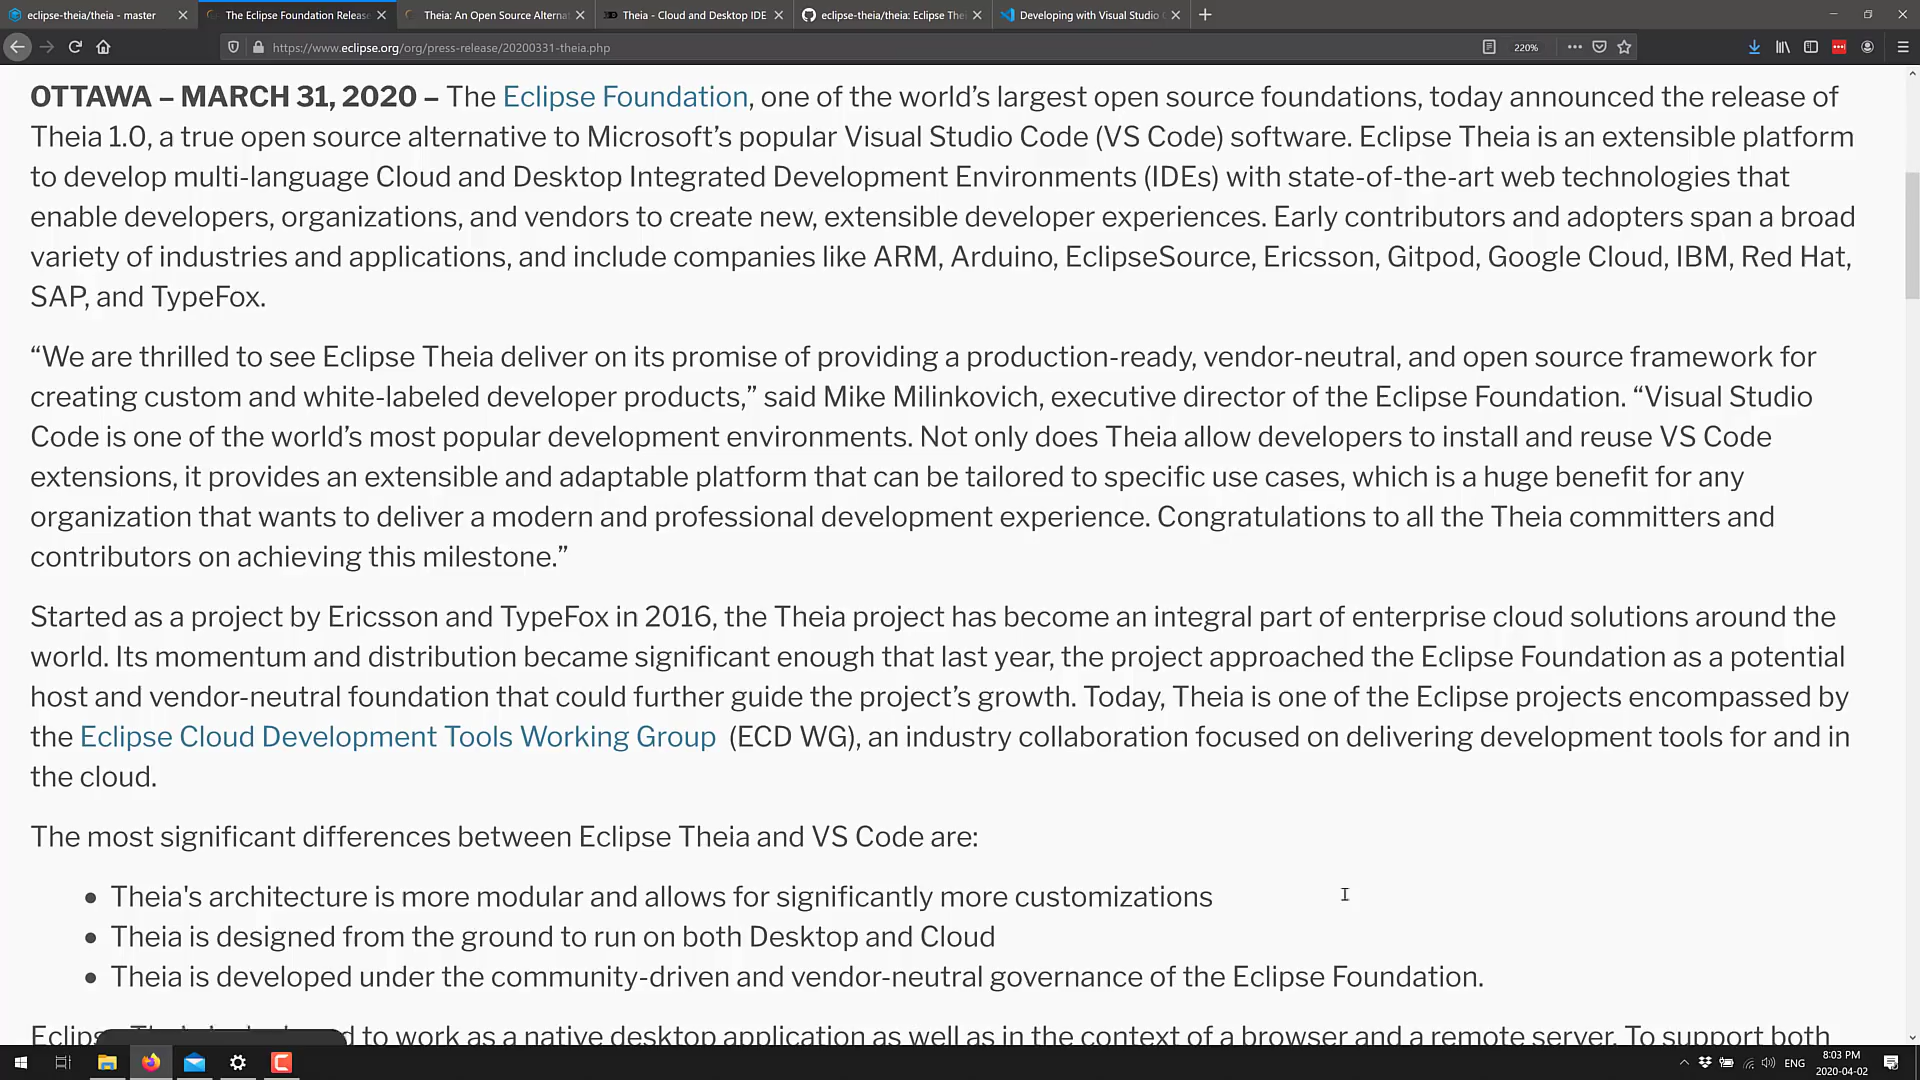 eclipse-theia/theia - master
The Eclipse Foundation Release
Theia: An Open Source Alternat
Theia - Cloud and Desktop IDE
eclipse-theia/theia: Eclipse The
Developing with Visual Studio C
https://www.eclipse.org/org/press-release/20200331-theia.php
220%
OTTAWA – MARCH 31, 2020 – The Eclipse Foundation, one of the world’s largest open source foundations, today announced the release of
Theia 1.0, a true open source alternative to Microsoft’s popular Visual Studio Code (VS Code) software. Eclipse Theia is an extensible platform
to develop multi-language Cloud and Desktop Integrated Development Environments (IDEs) with state-of-the-art web technologies that
enable developers, organizations, and vendors to create new, extensible developer experiences. Early contributors and adopters span a broad
variety of industries and applications, and include companies like ARM, Arduino, EclipseSource, Ericsson, Gitpod, Google Cloud, IBM, Red Hat,
SAP, and TypeFox.
“We are thrilled to see Eclipse Theia deliver on its promise of providing a production-ready, vendor-neutral, and open source framework for
creating custom and white-labeled developer products,” said Mike Milinkovich, executive director of the Eclipse Foundation. “Visual Studio
Code is one of the world’s most popular development environments. Not only does Theia allow developers to install and reuse VS Code
extensions, it provides an extensible and adaptable platform that can be tailored to specific use cases, which is a huge benefit for any
organization that wants to deliver a modern and professional development experience. Congratulations to all the Theia committers and
contributors on achieving this milestone.”
Started as a project by Ericsson and TypeFox in 2016, the Theia project has become an integral part of enterprise cloud solutions around the
world. Its momentum and distribution became significant enough that last year, the project approached the Eclipse Foundation as a potential
host and vendor-neutral foundation that could further guide the project’s growth. Today, Theia is one of the Eclipse projects encompassed by
the Eclipse Cloud Development Tools Working Group (ECD WG), an industry collaboration focused on delivering development tools for and in
the cloud.
The most significant differences between Eclipse Theia and VS Code are:
• Theia's architecture is more modular and allows for significantly more customizations
• Theia is designed from the ground to run on both Desktop and Cloud
• Theia is developed under the community-driven and vendor-neutral governance of the Eclipse Foundation.
to work as a native desktop application as well as in the context of a browser and a remote server. To support both
ENG
8:03 PM
2020-04-02